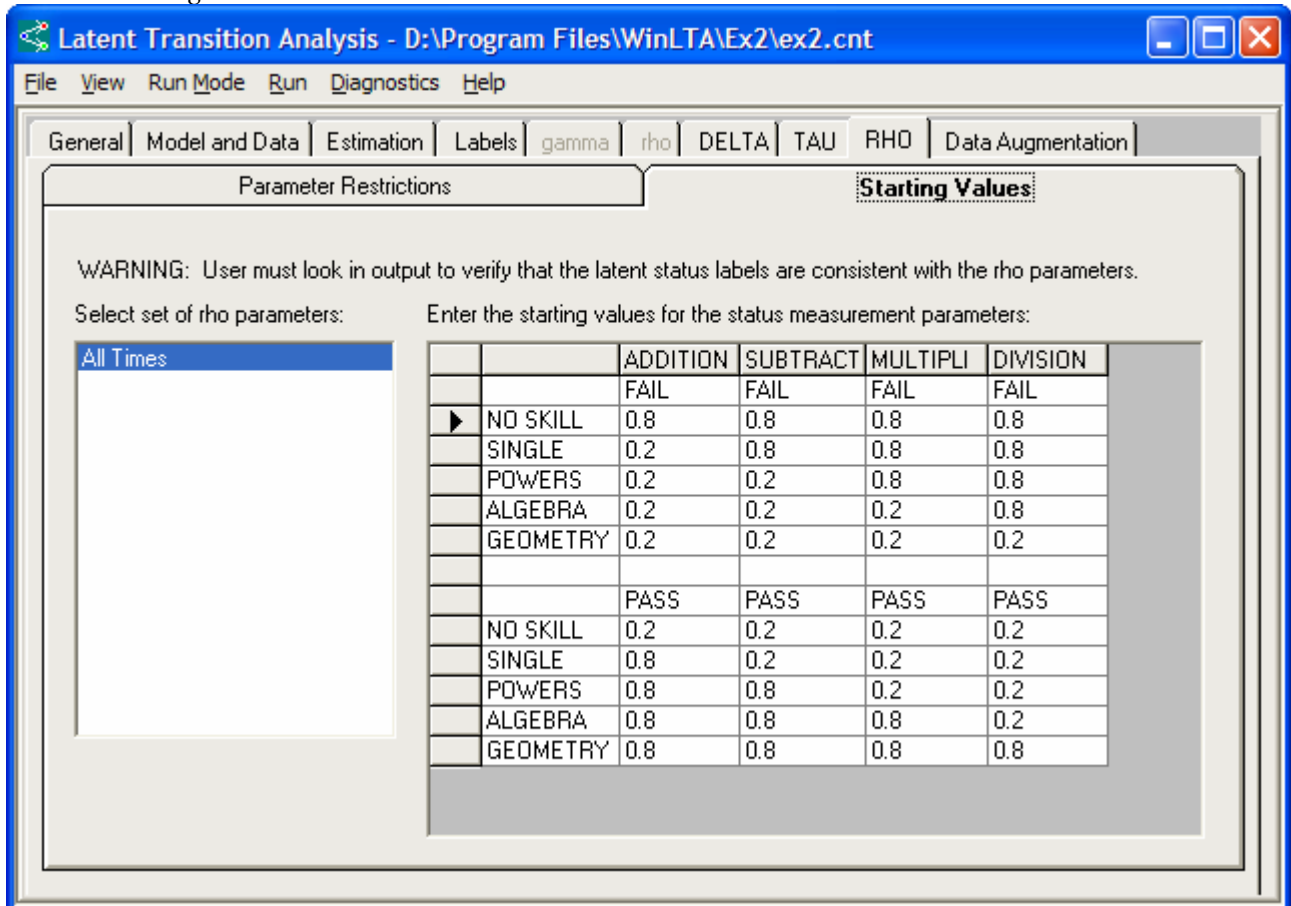 Latent Transition Analysis - D:\Program Files\WinLTA\Ex2\ex2.cnt
File View Run Mode Run Diagnostics Help
General Model and Data Estimation Labels gamma rho DELTA TAU RHO Data Augmentation
Parameter Restrictions Starting Values
WARNING: User must look in output to verify that the latent status labels are consistent with the rho parameters.
Select set of rho parameters: Enter the starting values for the status measurement parameters:
All Times
ADDITION SUBTRACT MULTIPLI DIVISION
FAIL FAIL FAIL FAIL
NO SKILL 0.8 0.8 0.8 0.8
SINGLE 0.2 0.8 0.8 0.8
POWERS 0.2 0.2 0.8 0.8
ALGEBRA 0.2 0.2 0.2 0.8
GEOMETRY 0.2 0.2 0.2 0.2
PASS PASS PASS PASS
NO SKILL 0.2 0.2 0.2 0.2
SINGLE 0.8 0.2 0.2 0.2
POWERS 0.8 0.8 0.2 0.2
ALGEBRA 0.8 0.8 0.8 0.2
GEOMETRY 0.8 0.8 0.8 0.8